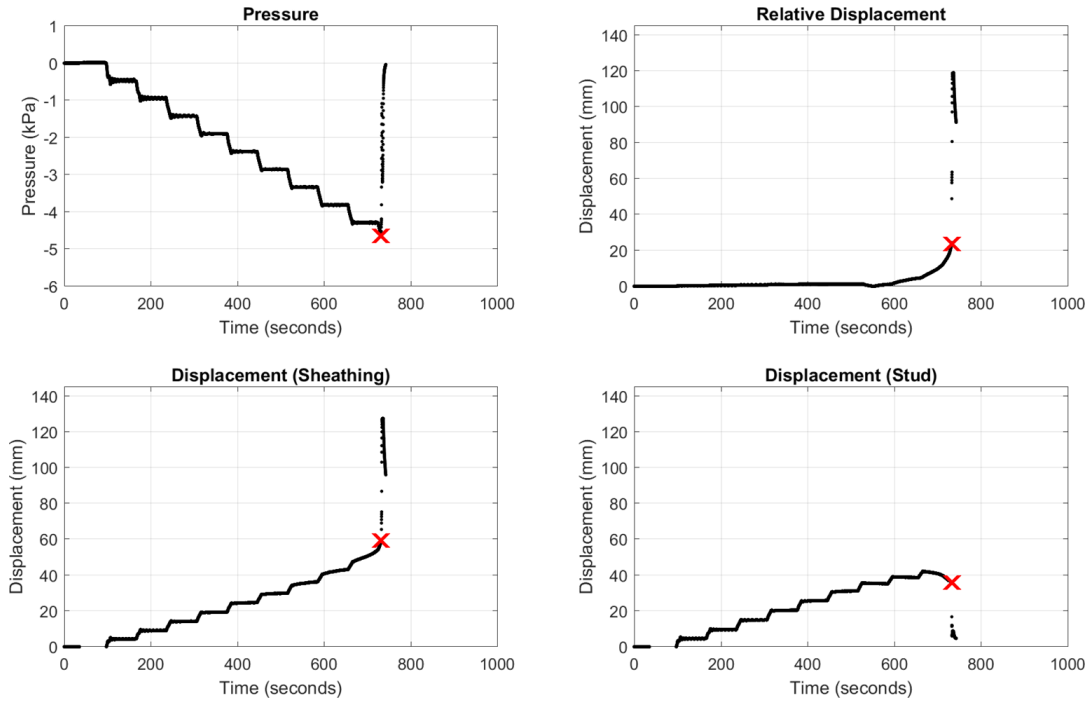 Pressure
1
0
-1
-2
-3
-4
-5
-6
Pressure (kPa)
0 200 400 600 800 1000
Time (seconds)
Relative Displacement
140
120
100
80
60
40
20
0
Displacement (mm)
0 200 400 600 800 1000
Time (seconds)
Displacement (Sheathing)
140
120
100
80
60
40
20
0
Displacement (mm)
0 200 400 600 800 1000
Time (seconds)
Displacement (Stud)
140
120
100
80
60
40
20
0
Displacement (mm)
0 200 400 600 800 1000
Time (seconds)